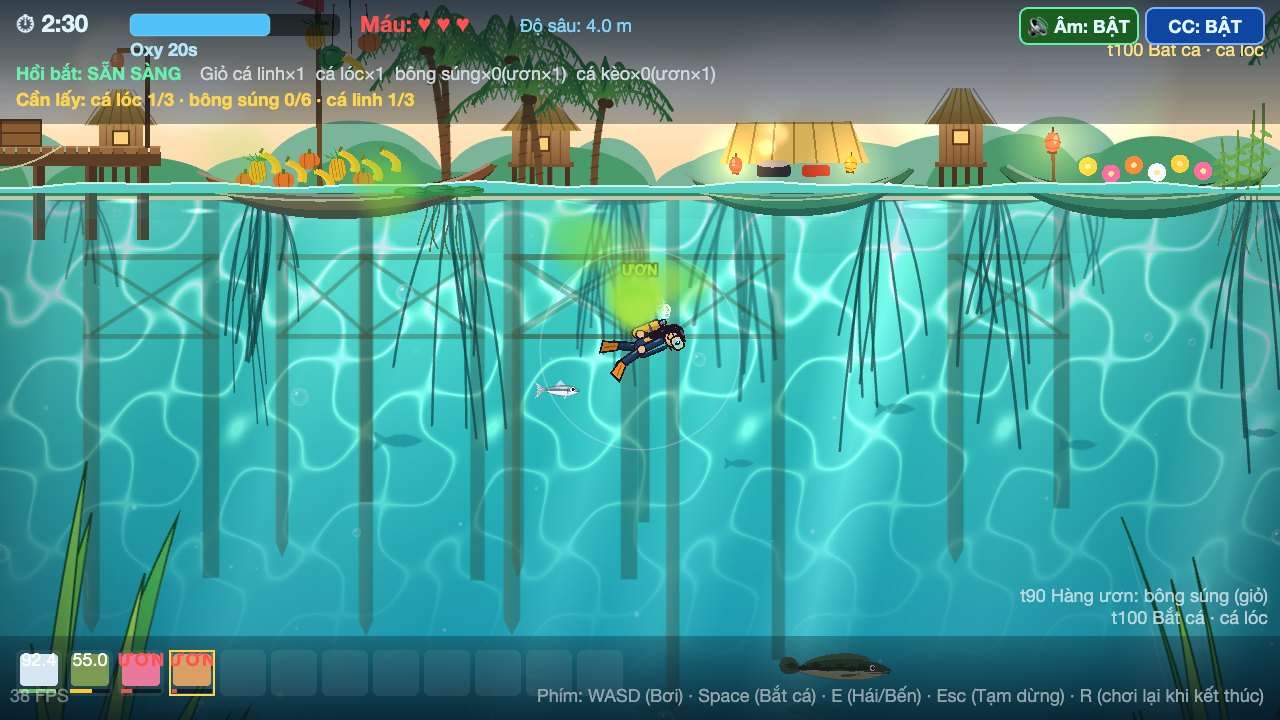 ⏱ 2:30
Máu: ♥ ♥ ♥
Độ sâu: 4.0 m
🔊 Âm: BẬT
CC: BẬT
Oxy 20s
t100 Bắt cá · cá lóc
Hồi bắt: SẴN SÀNG Giỏ cá linh×1 cá lóc×1 bông súng×0(ươn×1) cá kèo×0(ươn×1)
Cần lấy: cá lóc 1/3 · bông súng 0/6 · cá linh 1/3
ƯƠN
t90 Hàng ươn: bông súng (giỏ)
t100 Bắt cá · cá lóc
92.4 55.0 ƯƠN ƯƠN
38 FPS
Phím: WASD (Bơi) · Space (Bắt cá) · E (Hái/Bến) · Esc (Tạm dừng) · R (chơi lại khi kết thúc)